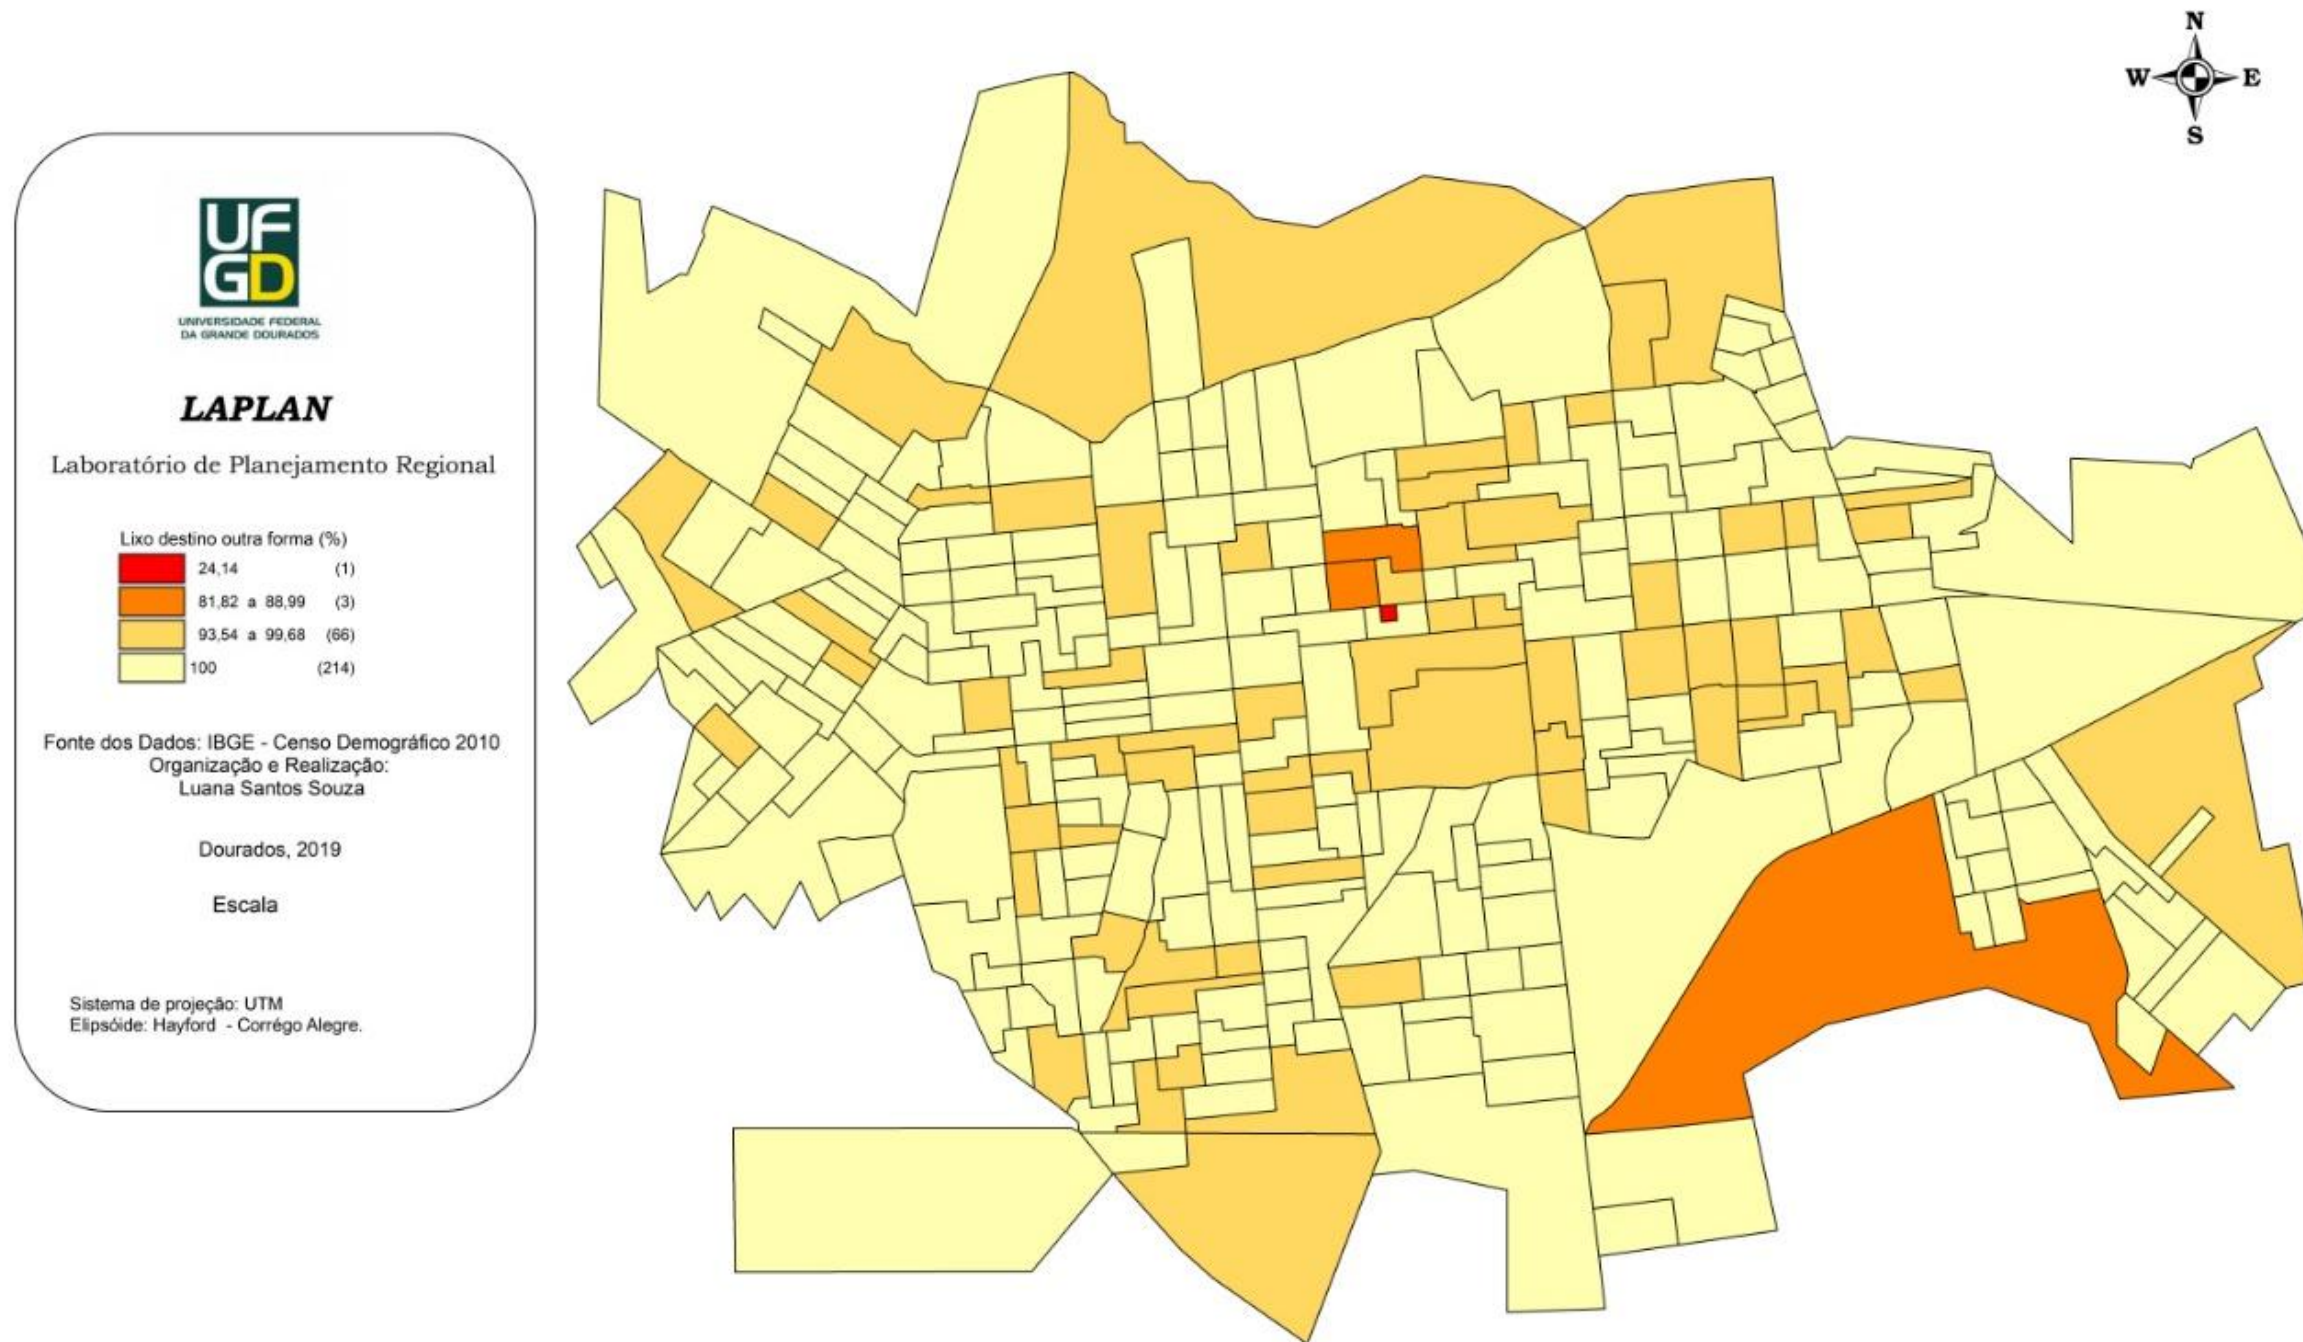 UF
GD
UNIVERSIDADE FEDERAL
DA GRANDE DOURADOS
LAPLAN
Laboratório de Planejamento Regional
Lixo destino outra forma (%)
24,14 (1)
81,82 a 88,99 (3)
93,54 a 99,68 (66)
100 (214)
Fonte dos Dados: IBGE - Censo Demográfico 2010
Organização e Realização:
Luana Santos Souza
Dourados, 2019
Escala
Sistema de projeção: UTM
Elipsóide: Hayford - Corrégo Alegre.
N
W E
S